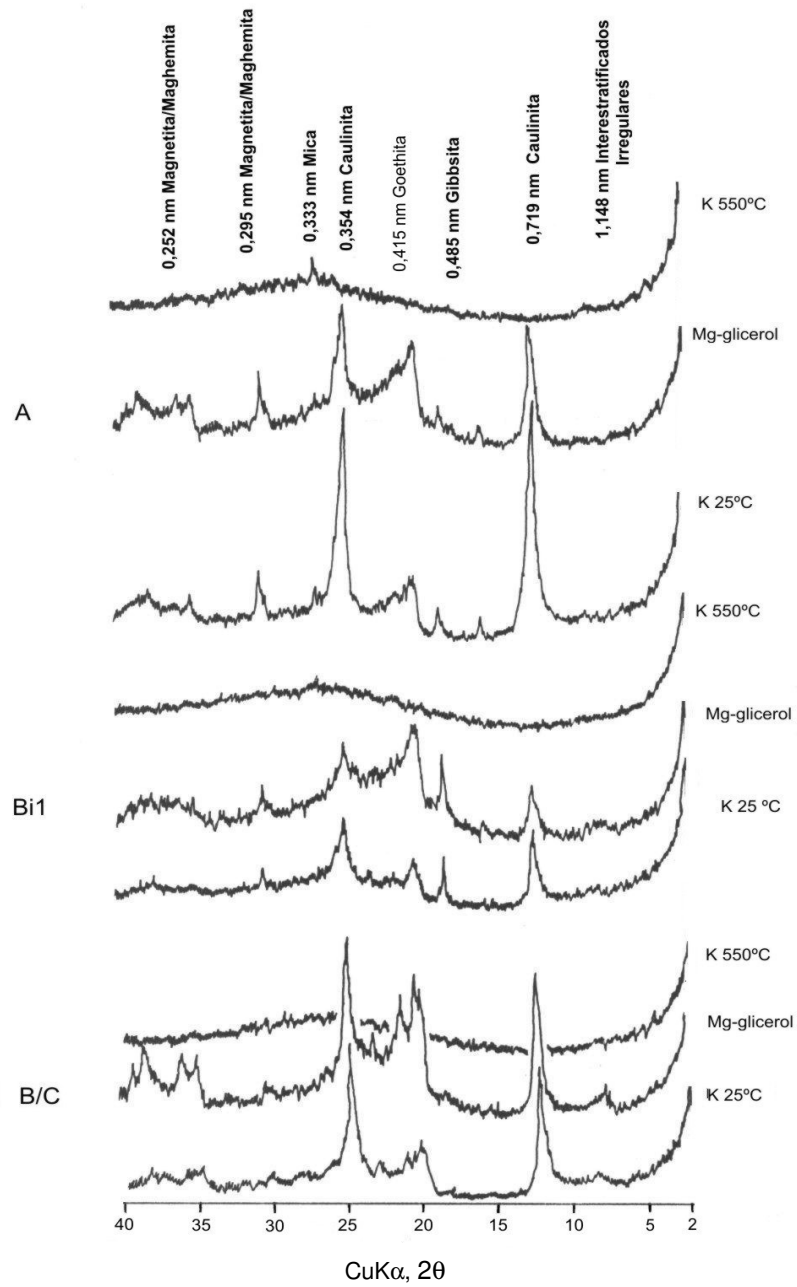 0,252 nm Magnetita/Maghemita
0,295 nm Magnetita/Maghemita
0,333 nm Mica
0,354 nm Caulinita
0,415 nm Goethita
0,485 nm Gibbsita
0,719 nm Caulinita
1,148 nm Interestratificados
Irregulares
K 550ºC
Mg-glicerol
A
K 25ºC
K 550ºC
Mg-glicerol
Bi1
K 25 ºC
K 550ºC
Mg-glicerol
B/C
K 25ºC
40 35 30 25 20 15 10 5 2
CuKα, 2θ